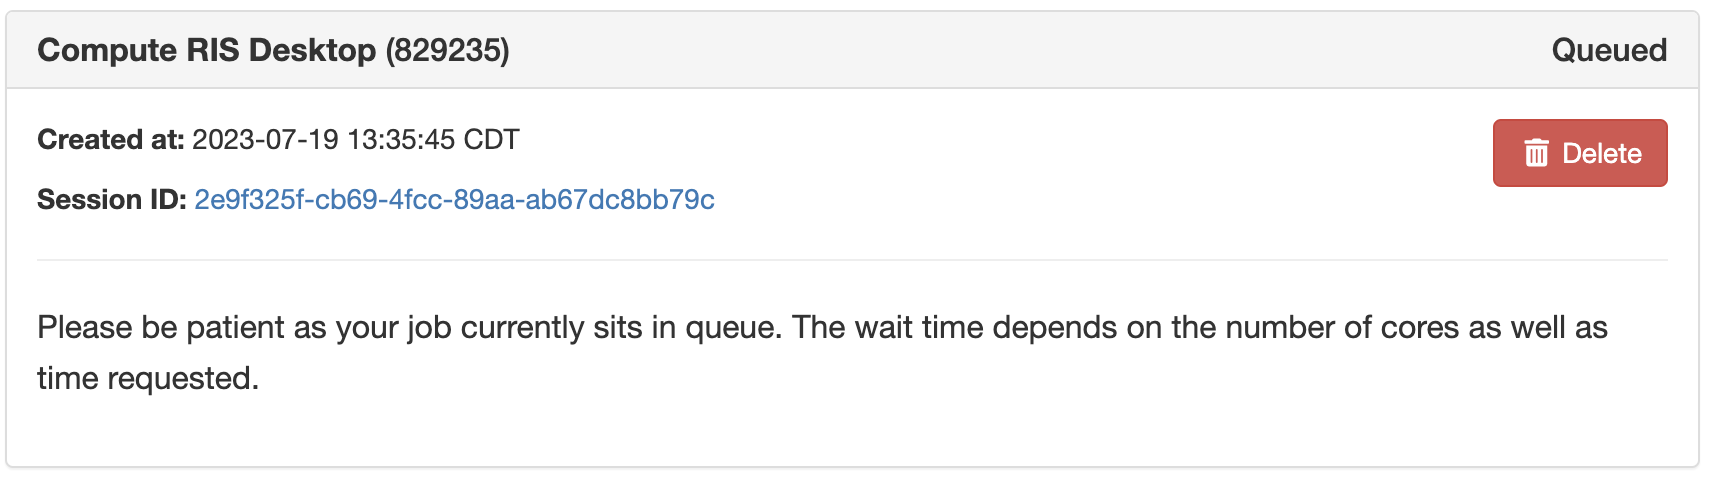 Compute RIS Desktop (829235)
Queued
Created at: 2023-07-19 13:35:45 CDT
Delete
Session ID: 2e9f325f-cb69-4fcc-89aa-ab67dc8bb79c
Please be patient as your job currently sits in queue. The wait time depends on the number of cores as well as
time requested.